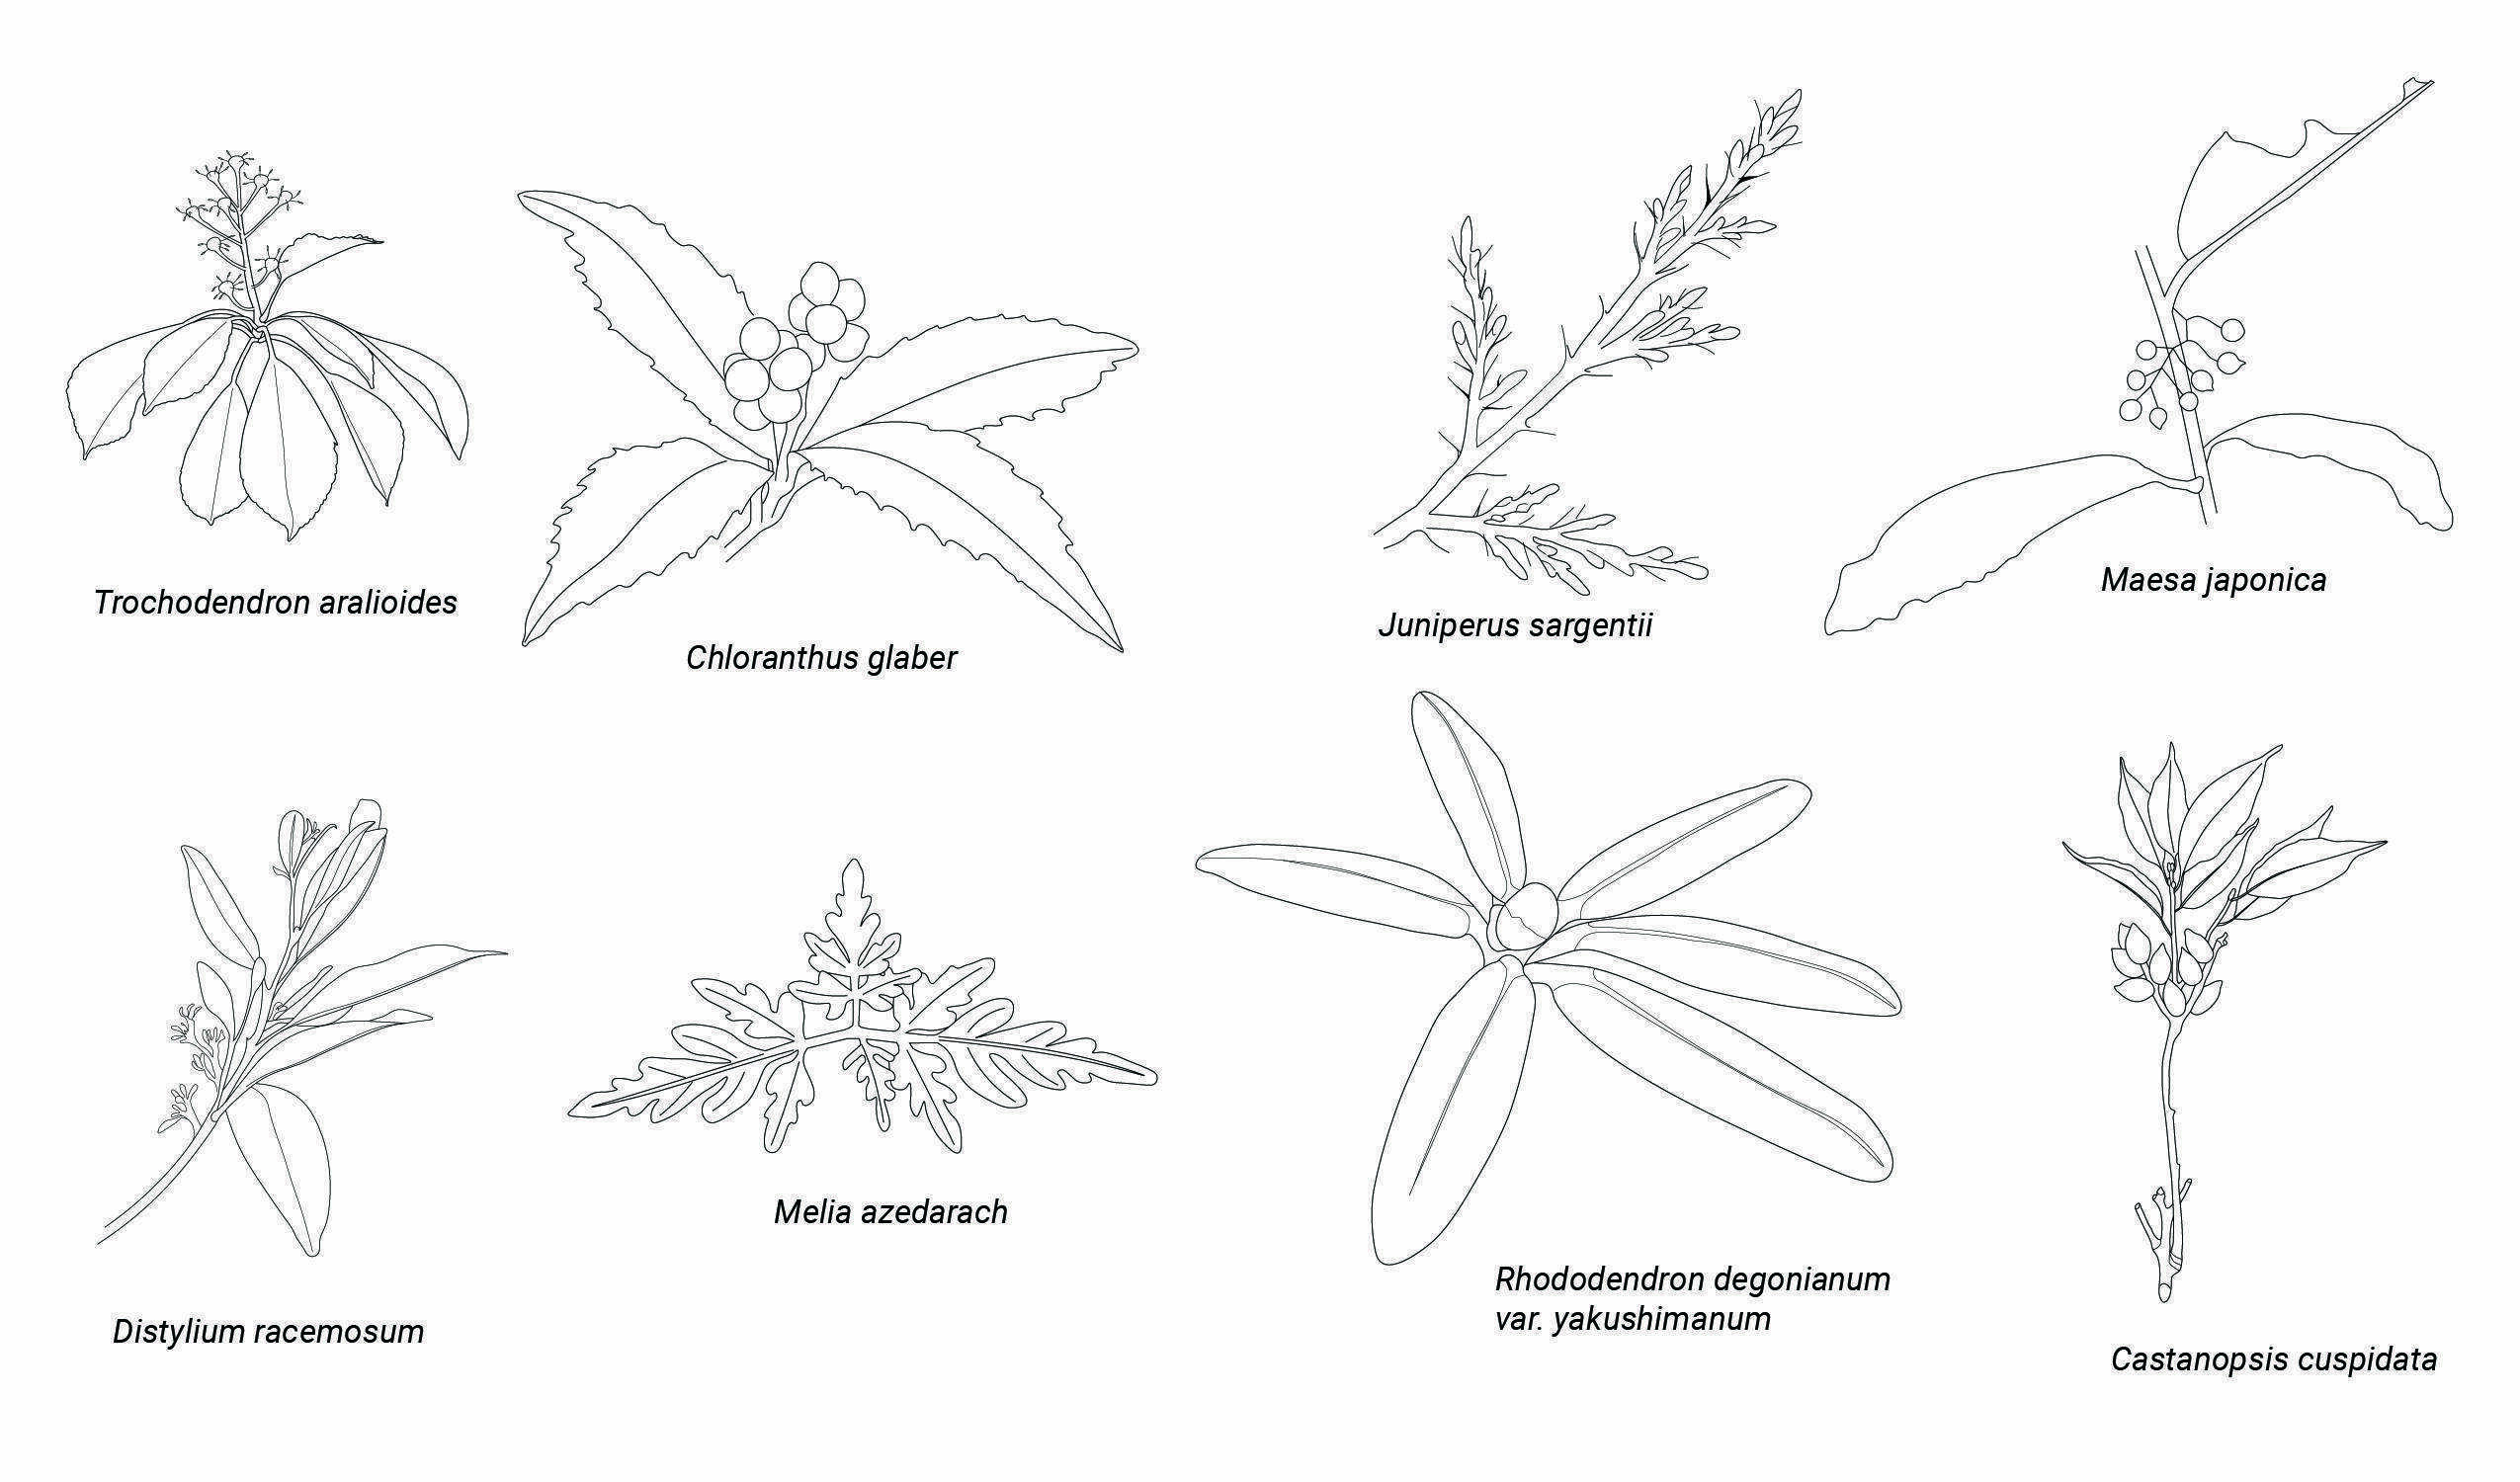 Trochodendron aralioides
Chloranthus glaber
Juniperus sargentii
Maesa japonica
Distylium racemosum
Melia azedarach
Rhododendron degonianum
var. yakushimanum
Castanopsis cuspidata